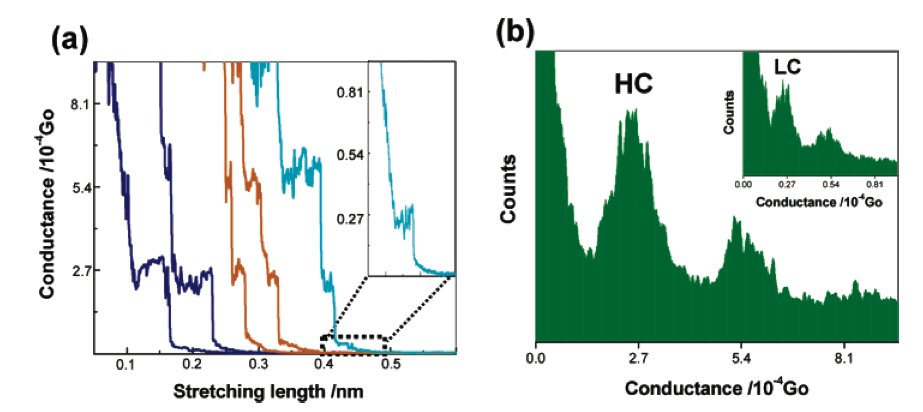 (a)
Conductance /10-4Go
8.1
5.4
2.7
0.81
0.54
0.27
0.1
0.2
0.3
0.4
0.5
Stretching length /nm
(b)
HC
Counts
0.0
2.7
5.4
8.1
Conductance /10-4Go
LC
Counts
0.00
0.27
0.54
0.81
Conductance /10-4Go